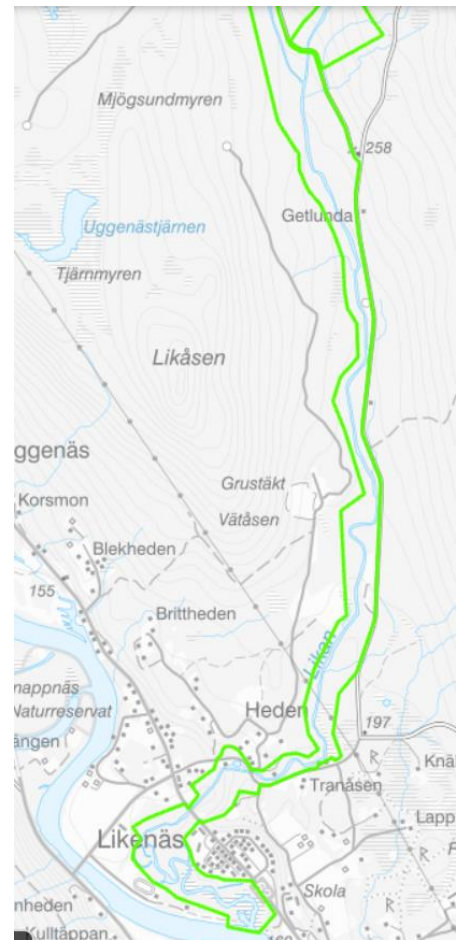 Mjögsundmyren
258
Getlunda
Uggenästjärnen
Tjärnmyren
Likåsen
ggenäs
Korsmon
Grustäkt
Vätåsen
Blekheden
155
Brittheden
Likan
nappnäs
Naturreservat
Heden
197
ängen
Knäl
Tranåsen
R
R
Likenäs
Lapp
R
Skola
nheden
Kulltäppan